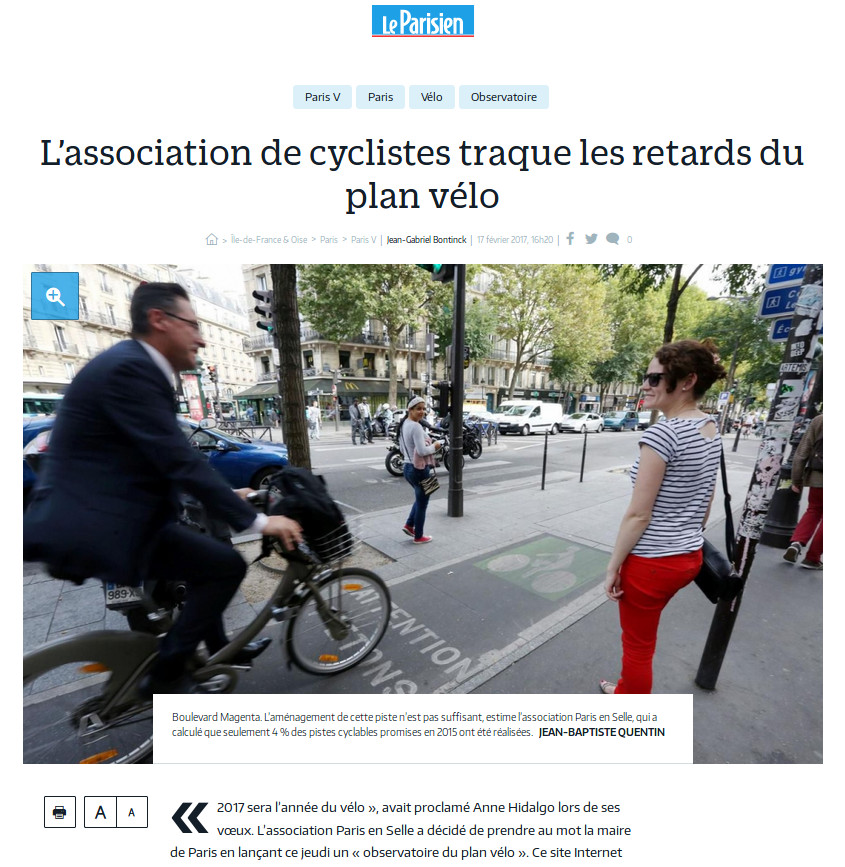 Le Parisien
Paris V
Paris
Vélo
Observatoire
L’association de cyclistes traque les retards du
plan vélo
> Île-de-France & Oise > Paris > Paris V | Jean-Gabriel Bontinck | 17 février 2017, 16h20 | 0
ATTENTION
Boulevard Magenta. L'aménagement de cette piste n'est pas suffisant, estime l'association Paris en Selle, qui a
calculé que seulement 4 % des pistes cyclables promises en 2015 ont été réalisées. JEAN-BAPTISTE QUENTIN
A A
« 2017 sera l’année du vélo », avait proclamé Anne Hidalgo lors de ses
vœux. L’association Paris en Selle a décidé de prendre au mot la maire
de Paris en lançant ce jeudi un « observatoire du plan vélo ». Ce site Internet